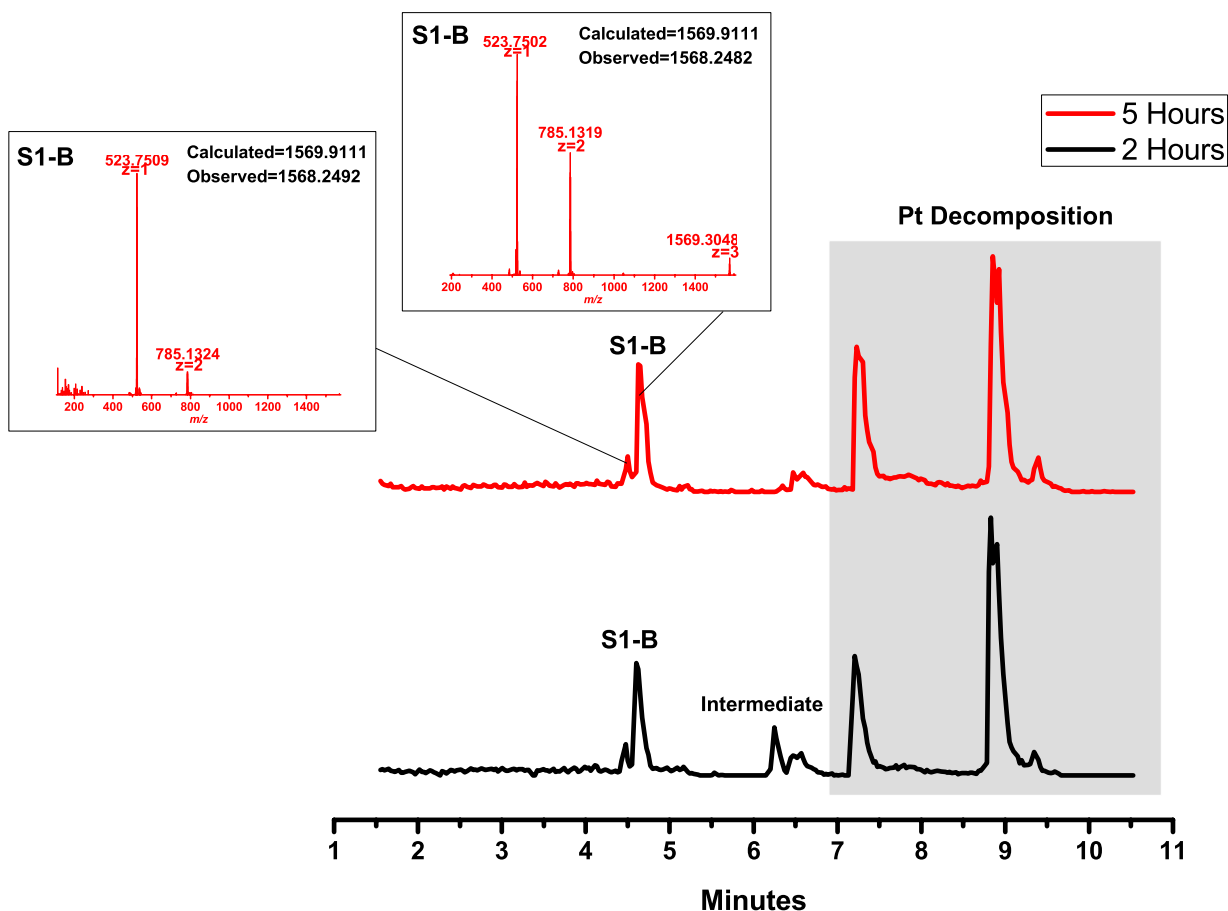 S1-B
523.7502
z=1
Calculated=1569.9111
Observed=1568.2482
785.1319
z=2
1569.3048
z=3
200 400 600 800 1000 1200 1400
m/z
S1-B
523.7509
z=1
Calculated=1569.9111
Observed=1568.2492
785.1324
z=2
200 400 600 800 1000 1200 1400
m/z
5 Hours
2 Hours
Pt Decomposition
S1-B
S1-B
Intermediate
1 2 3 4 5 6 7 8 9 10 11
Minutes